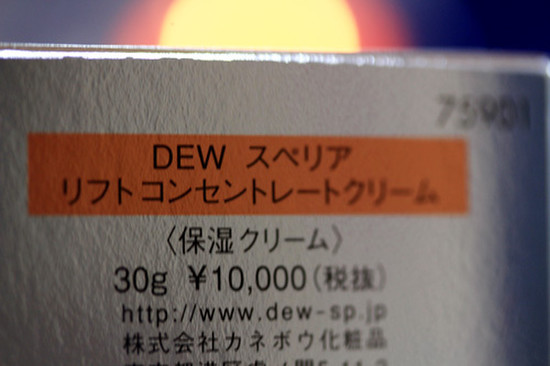 75901
DEW スペリア
リフトコンセントレートクリーム
〈保湿クリーム〉
30g ¥10,000(税抜)
http://www.dew-sp.jp
株式会社カネボウ化粧品